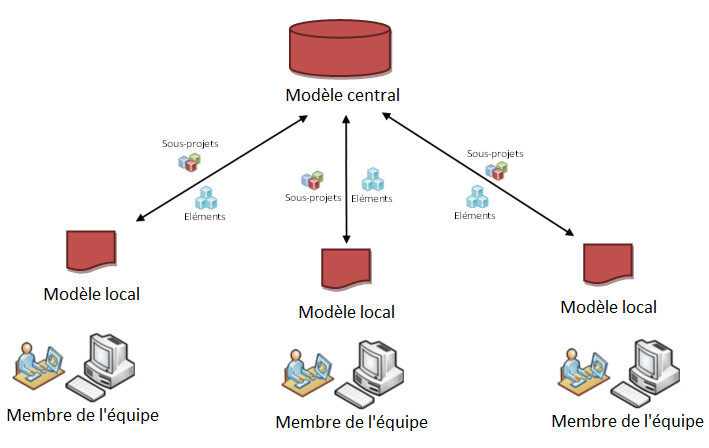 Modèle central
Sous-projets
Eléments
Sous-projets
Eléments
Sous-projets
Eléments
Modèle local
Modèle local
Modèle local
Membre de l'équipe
Membre de l'équipe
Membre de l'équipe